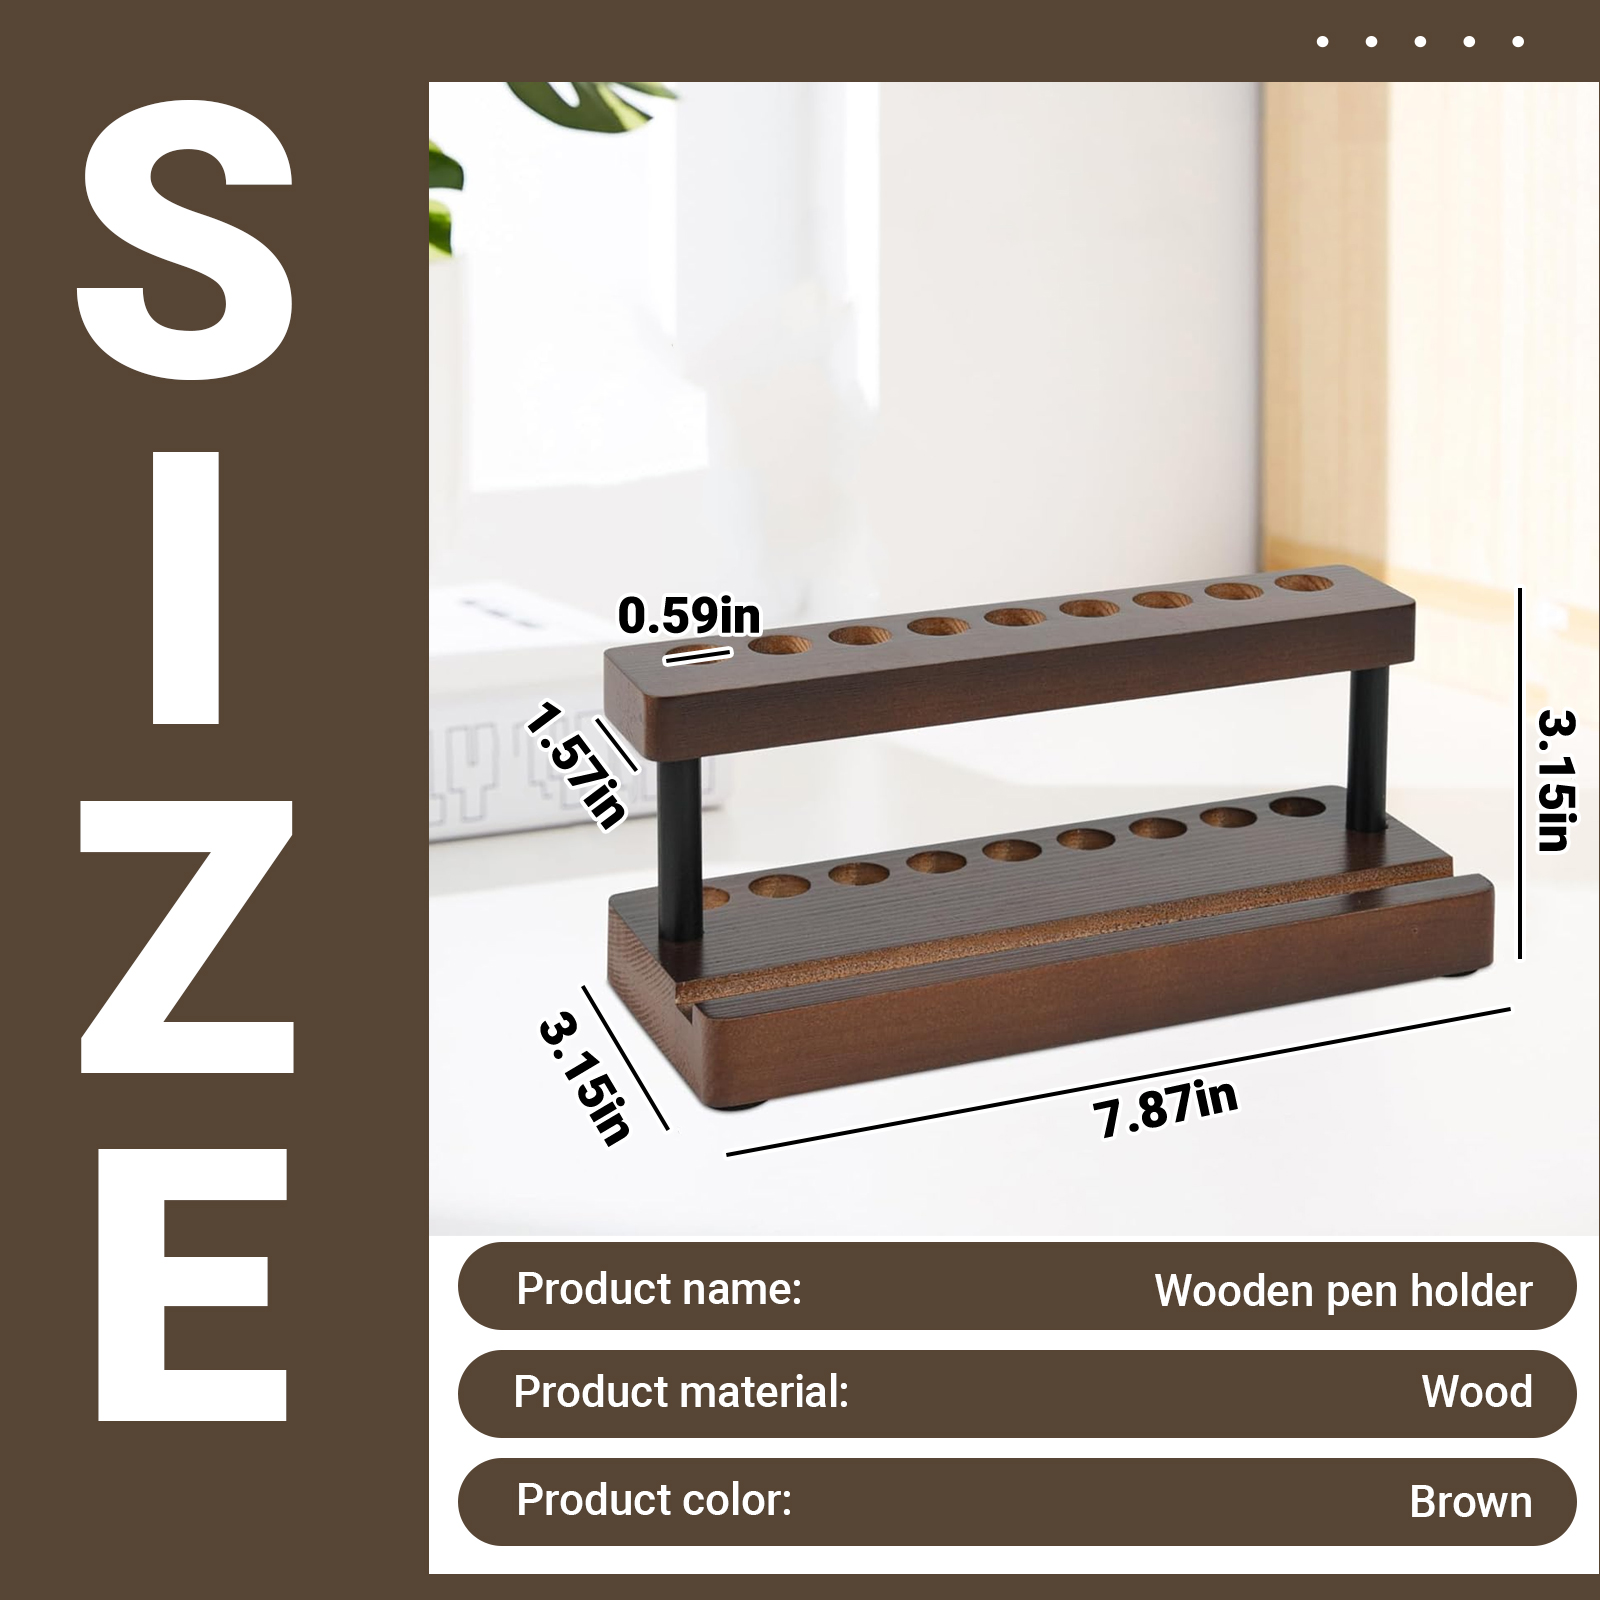 SIZE
0.59in
1.57in
3.15in
3.15in
7.87in
Product name: Wooden pen holder
Product material: Wood
Product color: Brown